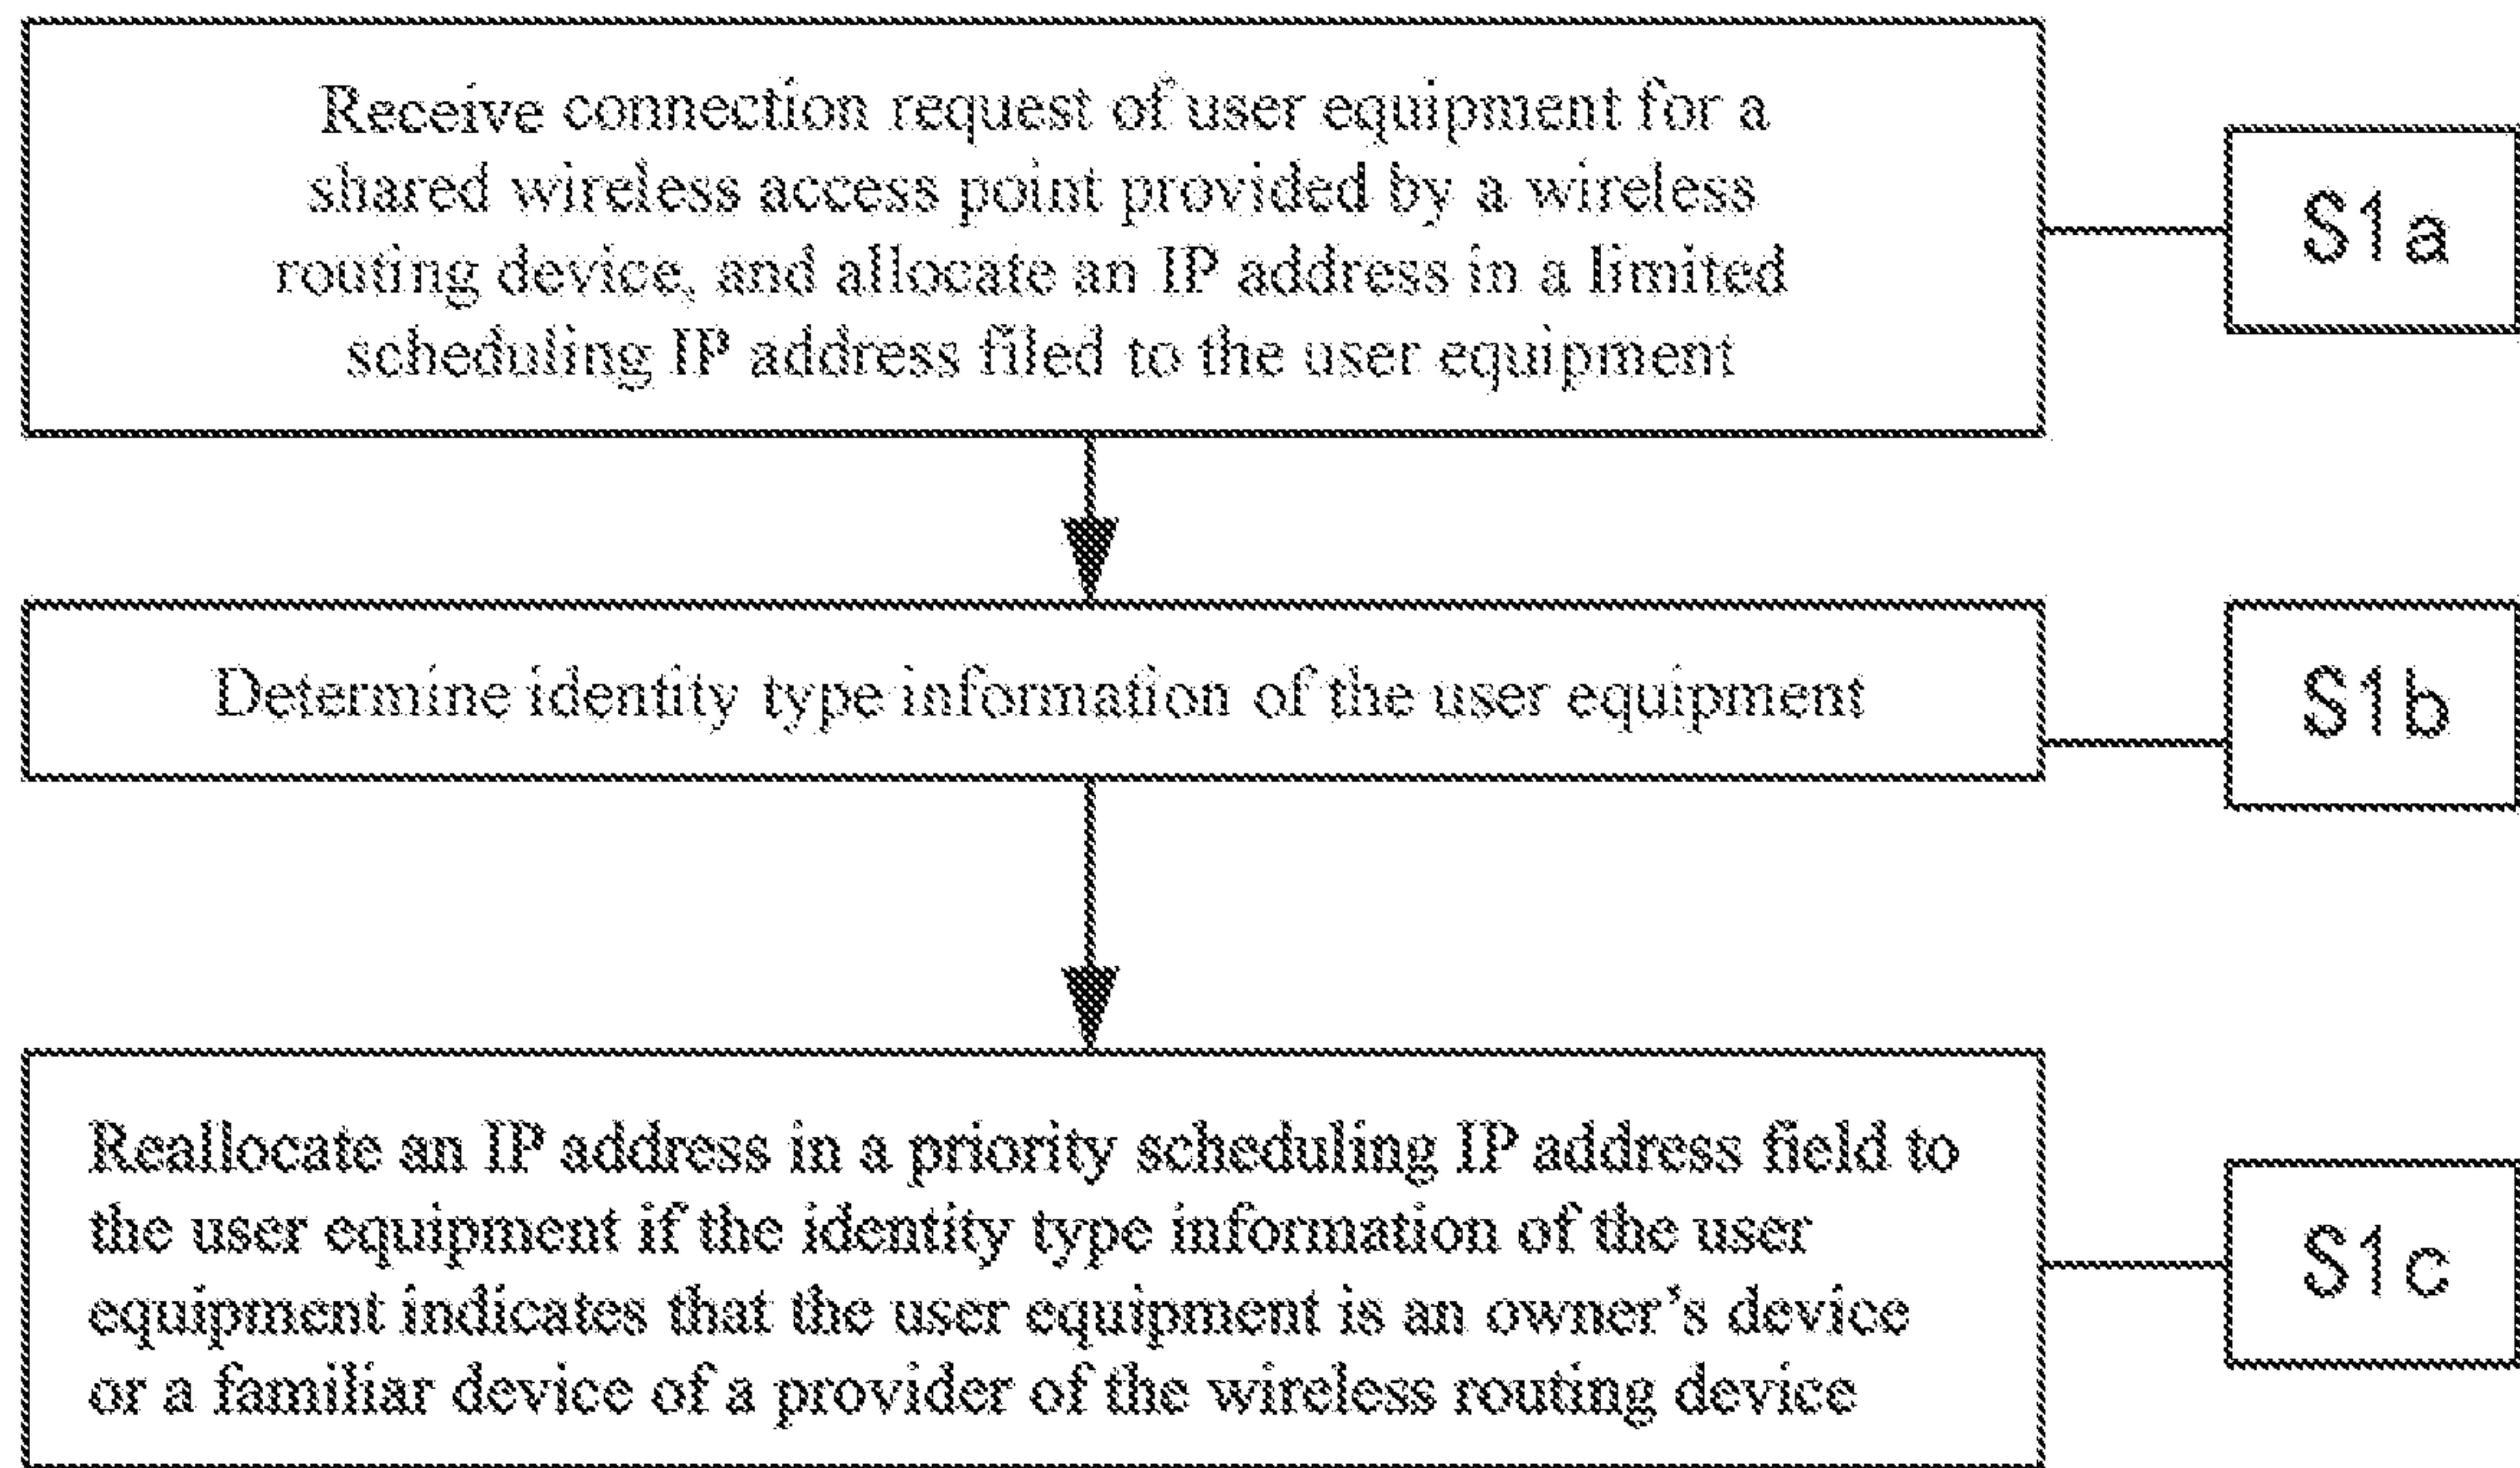 Receive connection request of user equipment for a
shared wireless access point provided by a wireless
routing device, and allocate an IP address in a limited
scheduling IP address filed to the user equipment
S1a
Determine identity type information of the user equipment
S1b
Reallocate an IP address in a priority scheduling IP address field to
the user equipment if the identity type information of the user
equipment indicates that the user equipment is an owner's device
or a familiar device of a provider of the wireless routing device
S1c